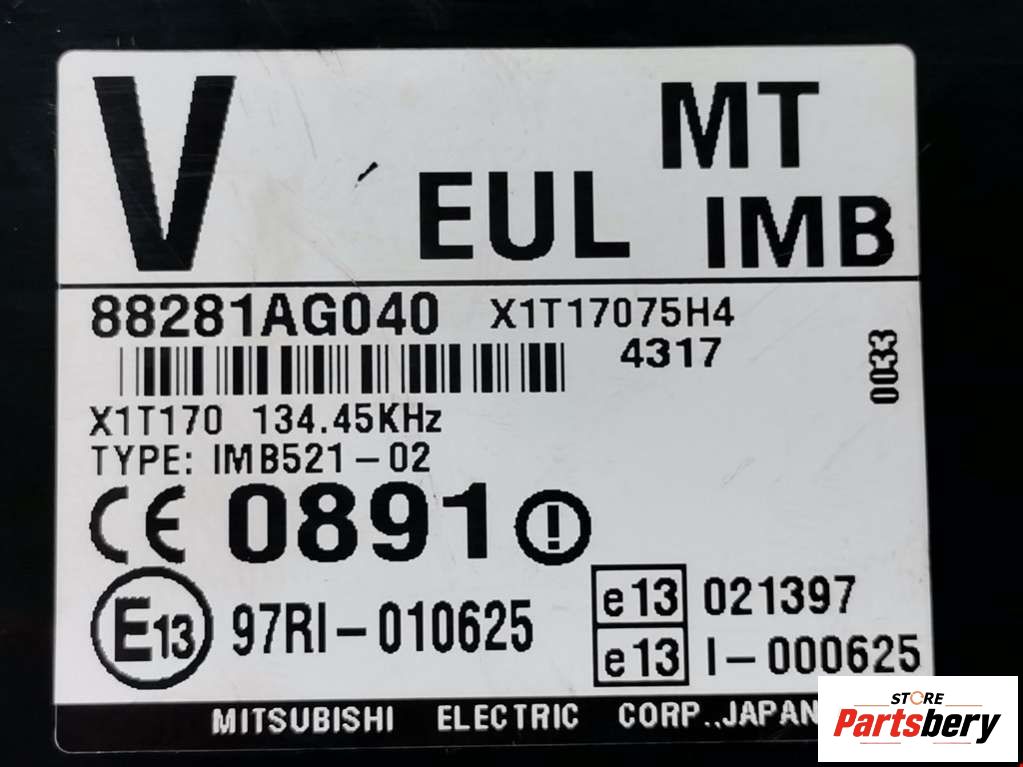 V EUL MT
IMB
88281AG040 X1T17075H4
4317
0033
X1T170 134.45KHz
TYPE: IMB521-02
CE 0891
E13 97RI-010625
e13 021397
e13 I-000625
MITSUBISHI ELECTRIC CORP.,JAPAN
STORE
Partsbery